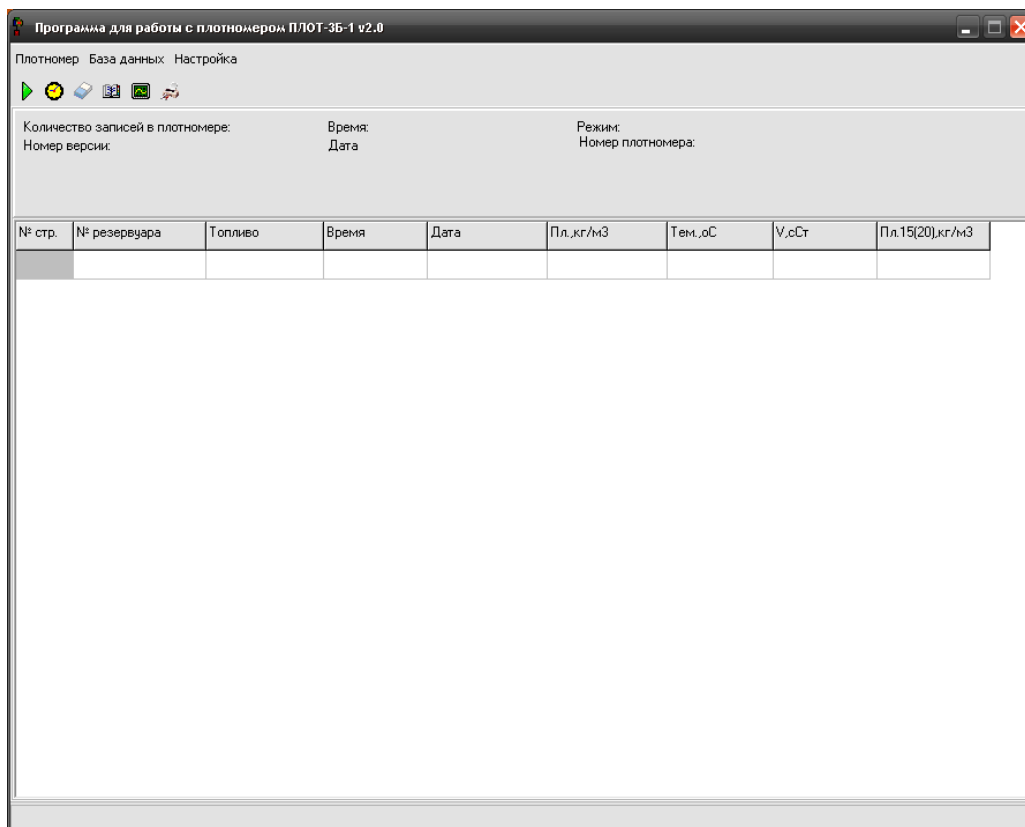 Программа для работы с плотномером ПЛОТ-3Б-1 v2.0
Плотномер База данных Настройка
Количество записей в плотномере: Время: Режим:
Номер версии: Дата Номер плотномера:
№ стр. № резервуара Топливо Время Дата Пл.,кг/м3 Тем.,оС V,сСт Пл.15(20),кг/м3